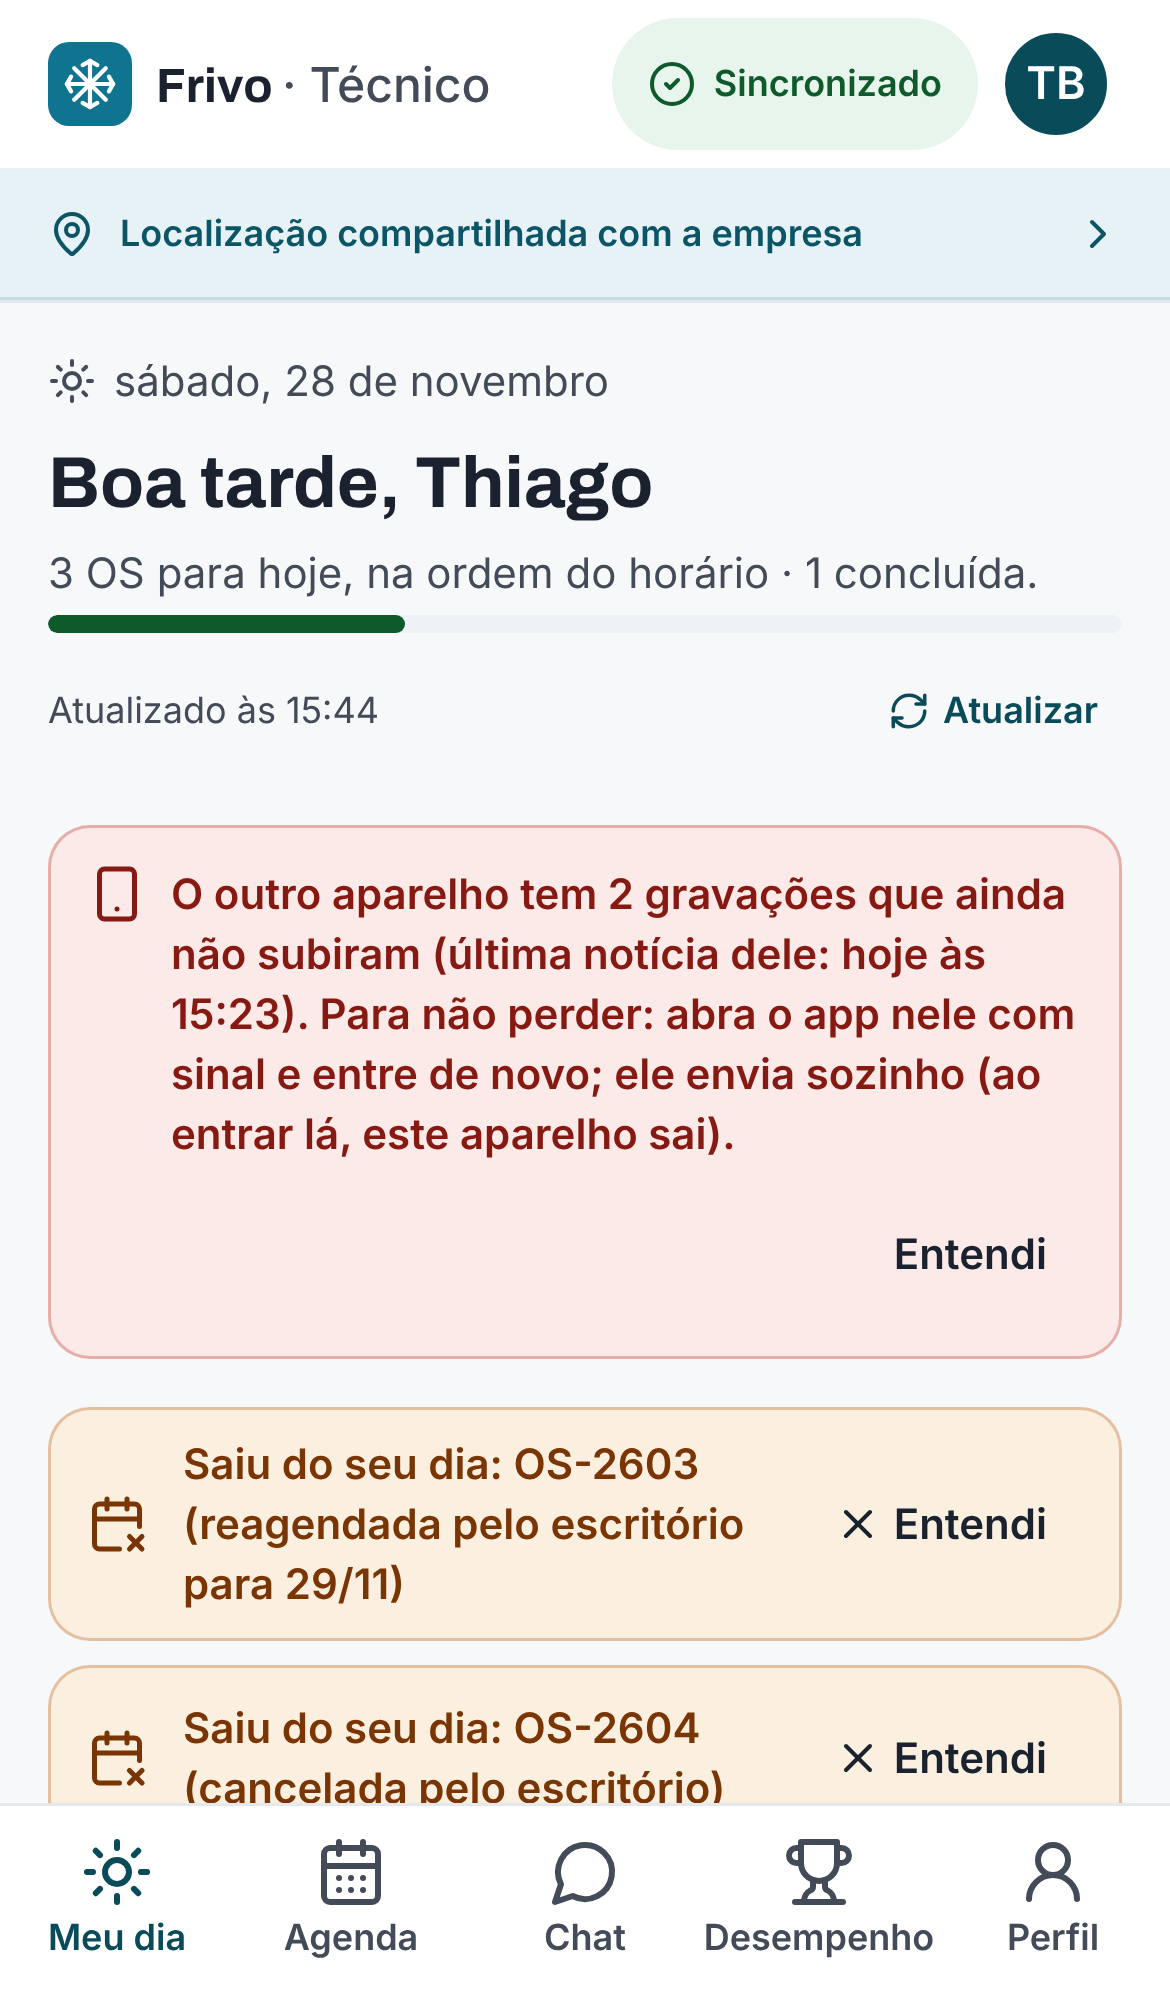 Frivo · Técnico
Sincronizado
TB
Localização compartilhada com a empresa
sábado, 28 de novembro
Boa tarde, Thiago
3 OS para hoje, na ordem do horário · 1 concluída.
Atualizado às 15:44
Atualizar
O outro aparelho tem 2 gravações que ainda
não subiram (última notícia dele: hoje às
15:23). Para não perder: abra o app nele com
sinal e entre de novo; ele envia sozinho (ao
entrar lá, este aparelho sai).
Entendi
Saiu do seu dia: OS-2603
(reagendada pelo escritório
para 29/11)
Entendi
Saiu do seu dia: OS-2604
(cancelada pelo escritório)
Entendi
Meu dia
Agenda
Chat
Desempenho
Perfil